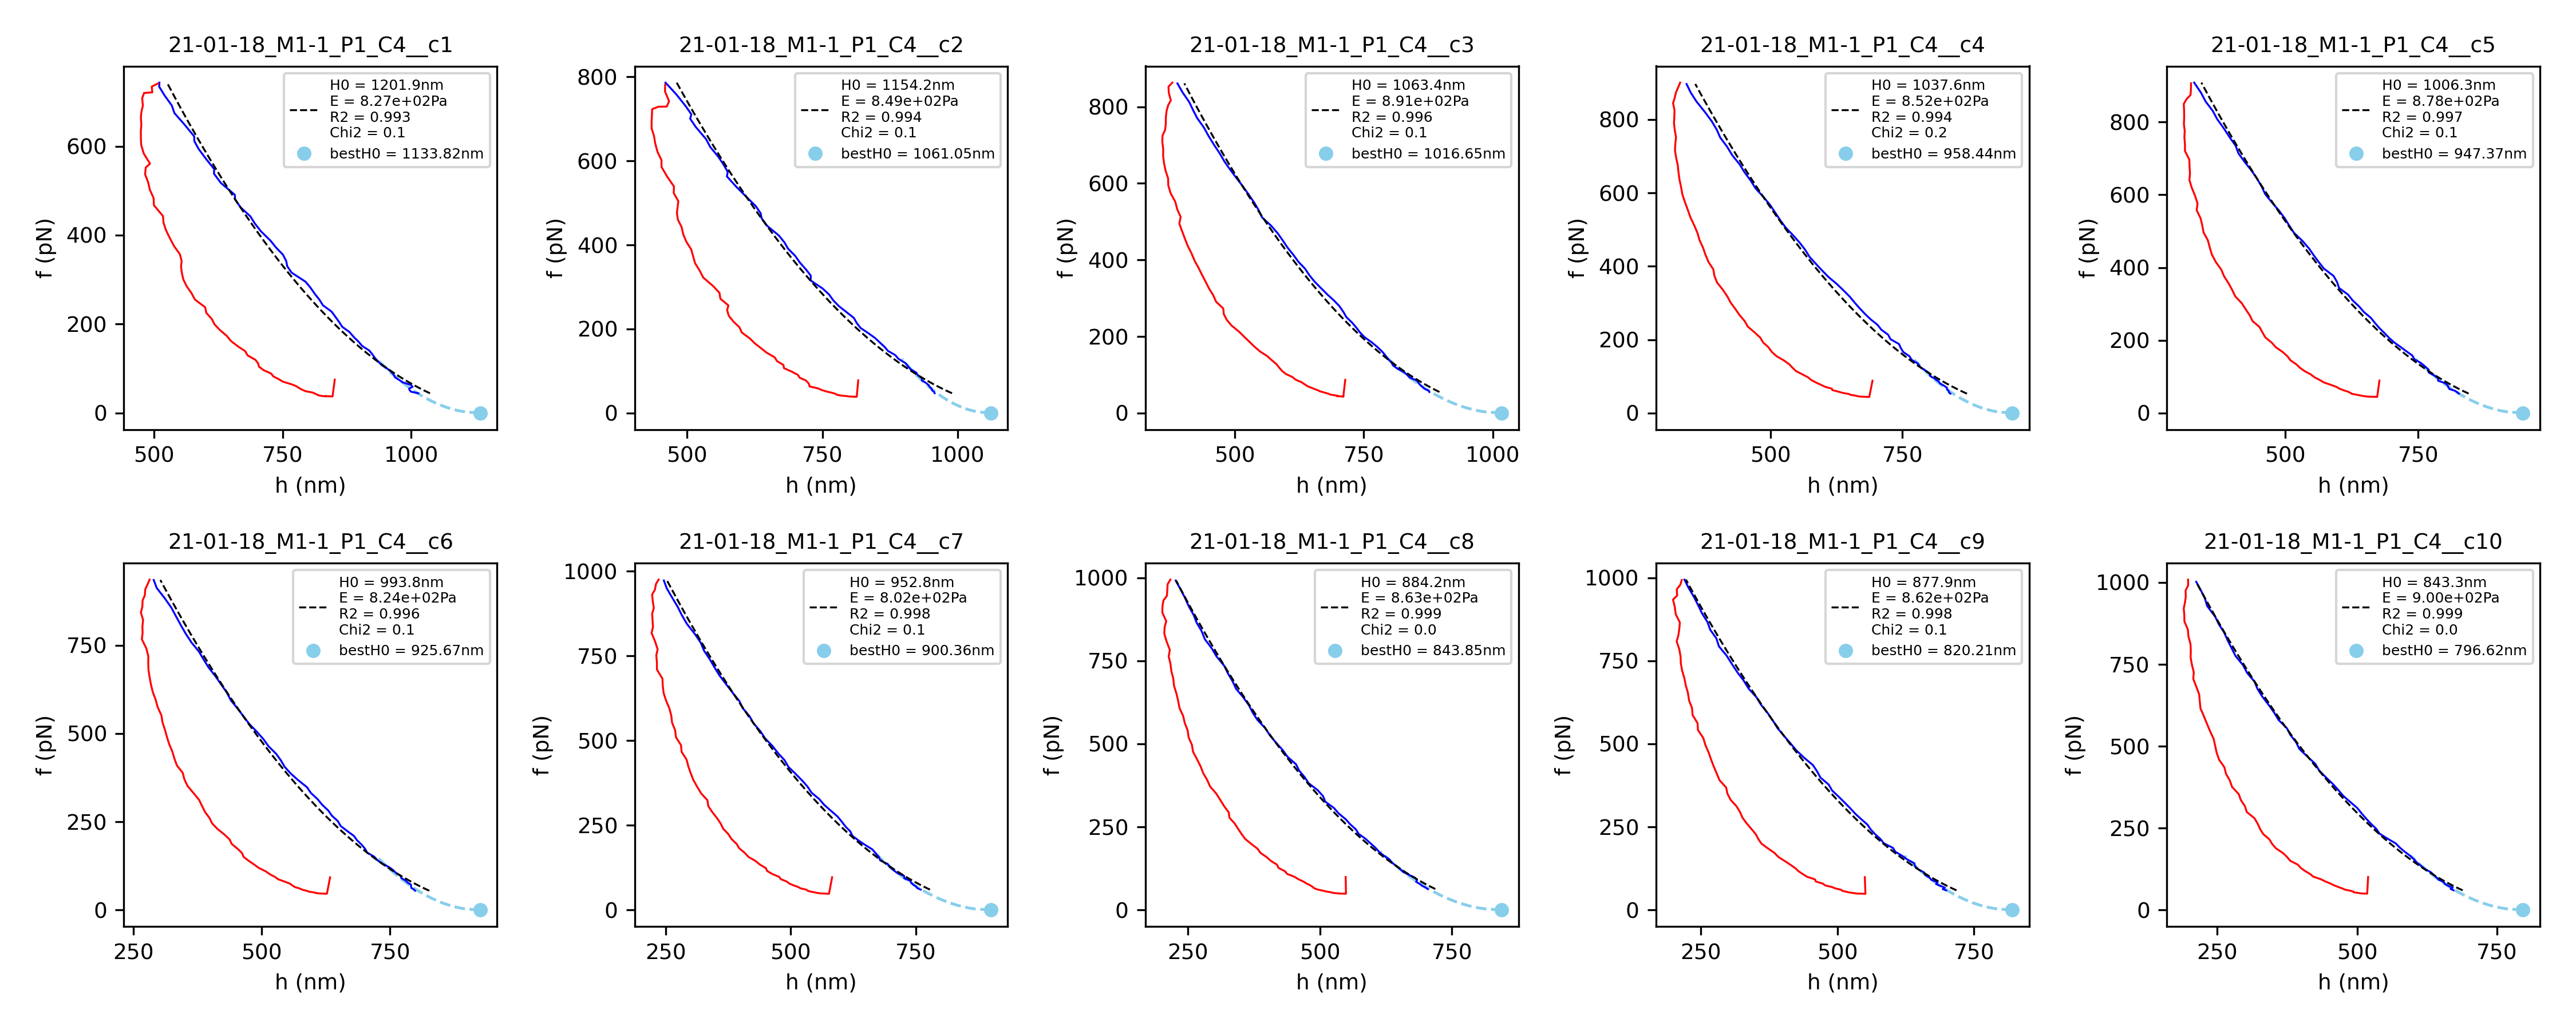 21-01-18_M1-1_P1_C4__c1
H0 = 1201.9nm
E = 8.27e+02Pa
R2 = 0.993
Chi2 = 0.1
bestH0 = 1133.82nm
f (pN)
600
400
200
0
500 750 1000
h (nm)
21-01-18_M1-1_P1_C4__c2
H0 = 1154.2nm
E = 8.49e+02Pa
R2 = 0.994
Chi2 = 0.1
bestH0 = 1061.05nm
f (pN)
800
600
400
200
0
500 750 1000
h (nm)
21-01-18_M1-1_P1_C4__c3
H0 = 1063.4nm
E = 8.91e+02Pa
R2 = 0.996
Chi2 = 0.1
bestH0 = 1016.65nm
f (pN)
800
600
400
200
0
500 750 1000
h (nm)
21-01-18_M1-1_P1_C4__c4
H0 = 1037.6nm
E = 8.52e+02Pa
R2 = 0.994
Chi2 = 0.2
bestH0 = 958.44nm
f (pN)
800
600
400
200
0
500 750
h (nm)
21-01-18_M1-1_P1_C4__c5
H0 = 1006.3nm
E = 8.78e+02Pa
R2 = 0.997
Chi2 = 0.1
bestH0 = 947.37nm
f (pN)
800
600
400
200
0
500 750
h (nm)
21-01-18_M1-1_P1_C4__c6
H0 = 993.8nm
E = 8.24e+02Pa
R2 = 0.996
Chi2 = 0.1
bestH0 = 925.67nm
f (pN)
750
500
250
0
250 500 750
h (nm)
21-01-18_M1-1_P1_C4__c7
H0 = 952.8nm
E = 8.02e+02Pa
R2 = 0.998
Chi2 = 0.1
bestH0 = 900.36nm
f (pN)
1000
750
500
250
0
250 500 750
h (nm)
21-01-18_M1-1_P1_C4__c8
H0 = 884.2nm
E = 8.63e+02Pa
R2 = 0.999
Chi2 = 0.0
bestH0 = 843.85nm
f (pN)
1000
750
500
250
0
250 500 750
h (nm)
21-01-18_M1-1_P1_C4__c9
H0 = 877.9nm
E = 8.62e+02Pa
R2 = 0.998
Chi2 = 0.1
bestH0 = 820.21nm
f (pN)
1000
750
500
250
0
250 500 750
h (nm)
21-01-18_M1-1_P1_C4__c10
H0 = 843.3nm
E = 9.00e+02Pa
R2 = 0.999
Chi2 = 0.0
bestH0 = 796.62nm
f (pN)
1000
750
500
250
0
250 500 750
h (nm)